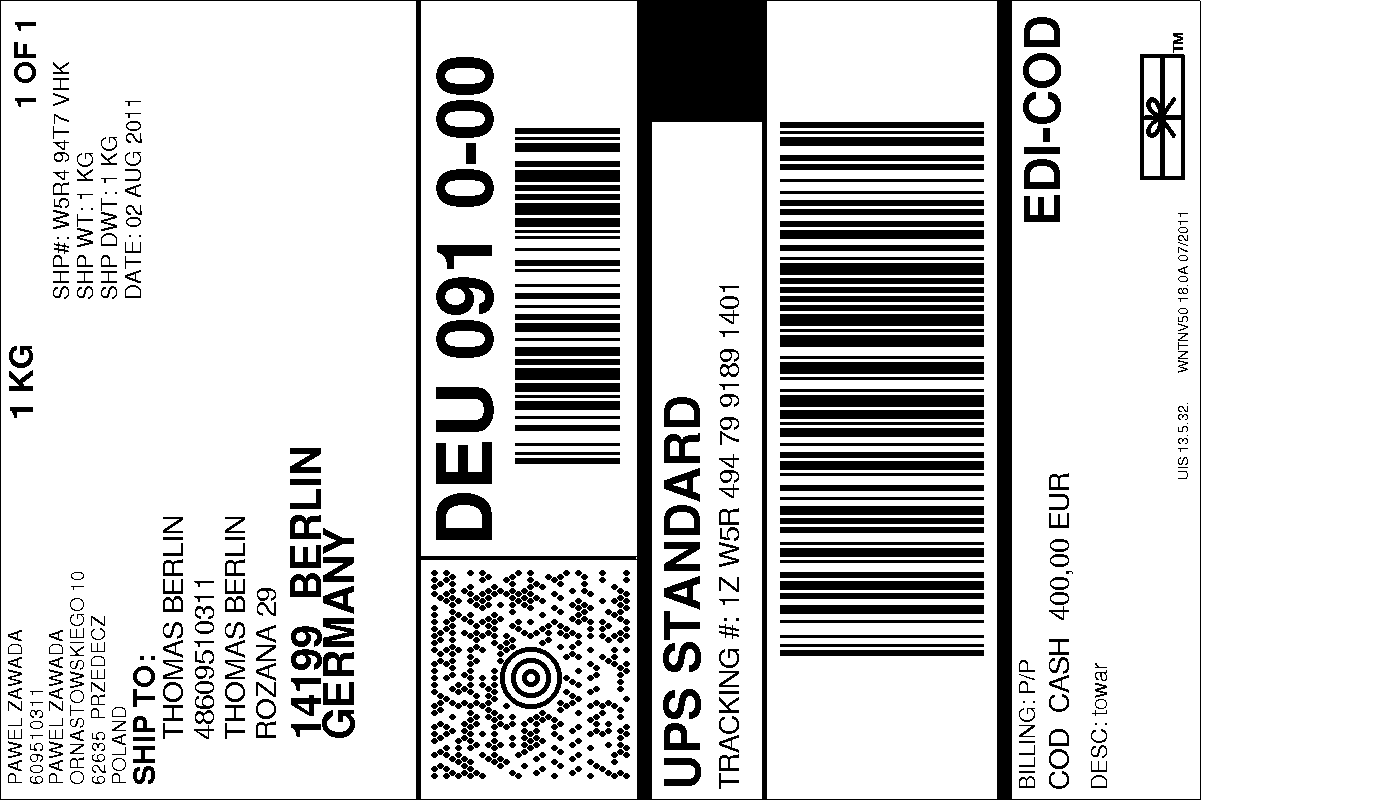 PAWEL ZAWADA
609510311
PAWEL ZAWADA
ORNASTOWSKIEGO 10
62635 PRZEDECZ
POLAND
1 KG
1 OF 1
SHP#: W5R4 94T7 VHK
SHP WT: 1 KG
SHP DWT: 1 KG
DATE: 02 AUG 2011
SHIP TO:
THOMAS BERLIN
48609510311
THOMAS BERLIN
ROZANA 29
14199 BERLIN
GERMANY
DEU 091 0-00
UPS STANDARD
TRACKING #: 1Z W5R 494 79 9189 1401
BILLING: P/P
COD CASH 400,00 EUR
DESC: towar
EDI-COD
TM
UIS 13.5.32. WNTNV50 18.0A 07/2011